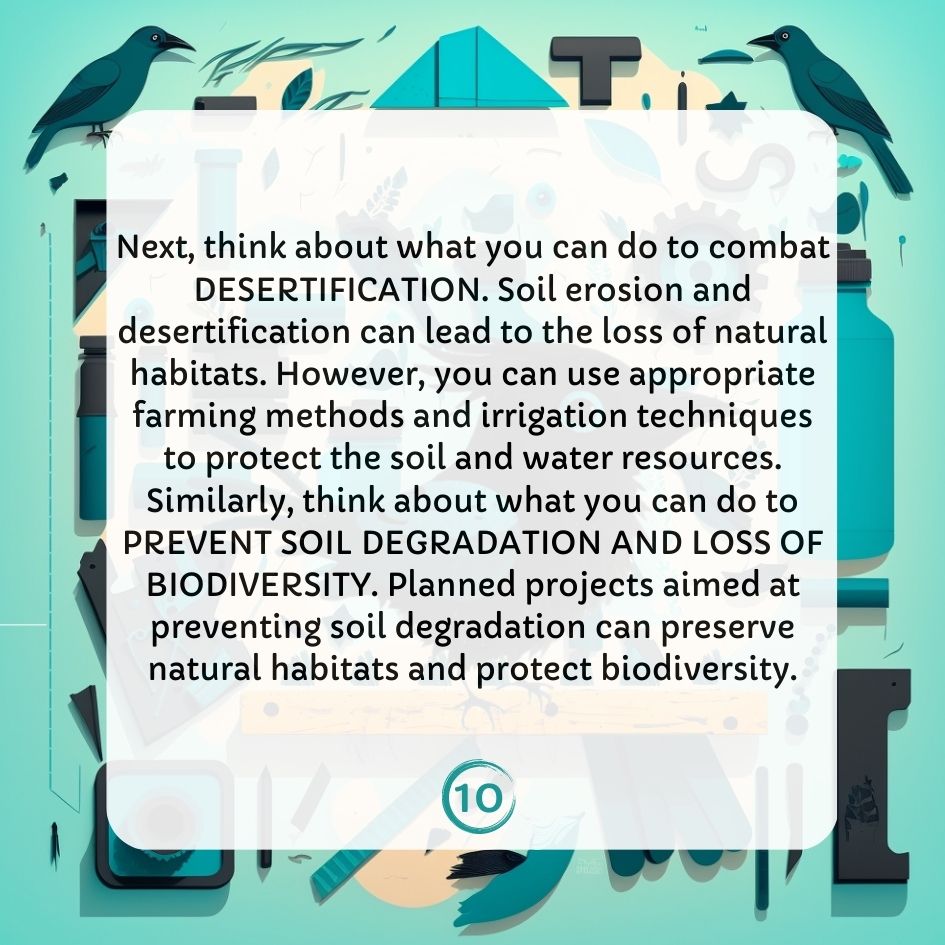 Next, think about what you can do to combat
DESERTIFICATION. Soil erosion and
desertification can lead to the loss of natural
habitats. However, you can use appropriate
farming methods and irrigation techniques
to protect the soil and water resources.
Similarly, think about what you can do to
PREVENT SOIL DEGRADATION AND LOSS OF
BIODIVERSITY. Planned projects aimed at
preventing soil degradation can preserve
natural habitats and protect biodiversity.
10